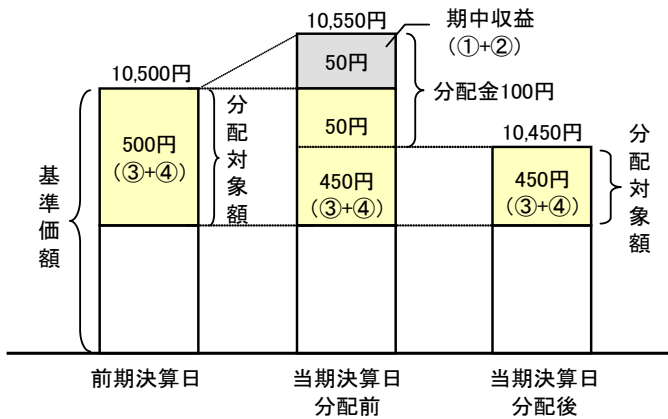 10,550円
期中収益
(①+②)
50円
10,500円
分配金100円
500円
(③+④)
分配対象額
50円
10,450円
450円
(③+④)
450円
(③+④)
分配対象額
基準価額
前期決算日
当期決算日
分配前
当期決算日
分配後